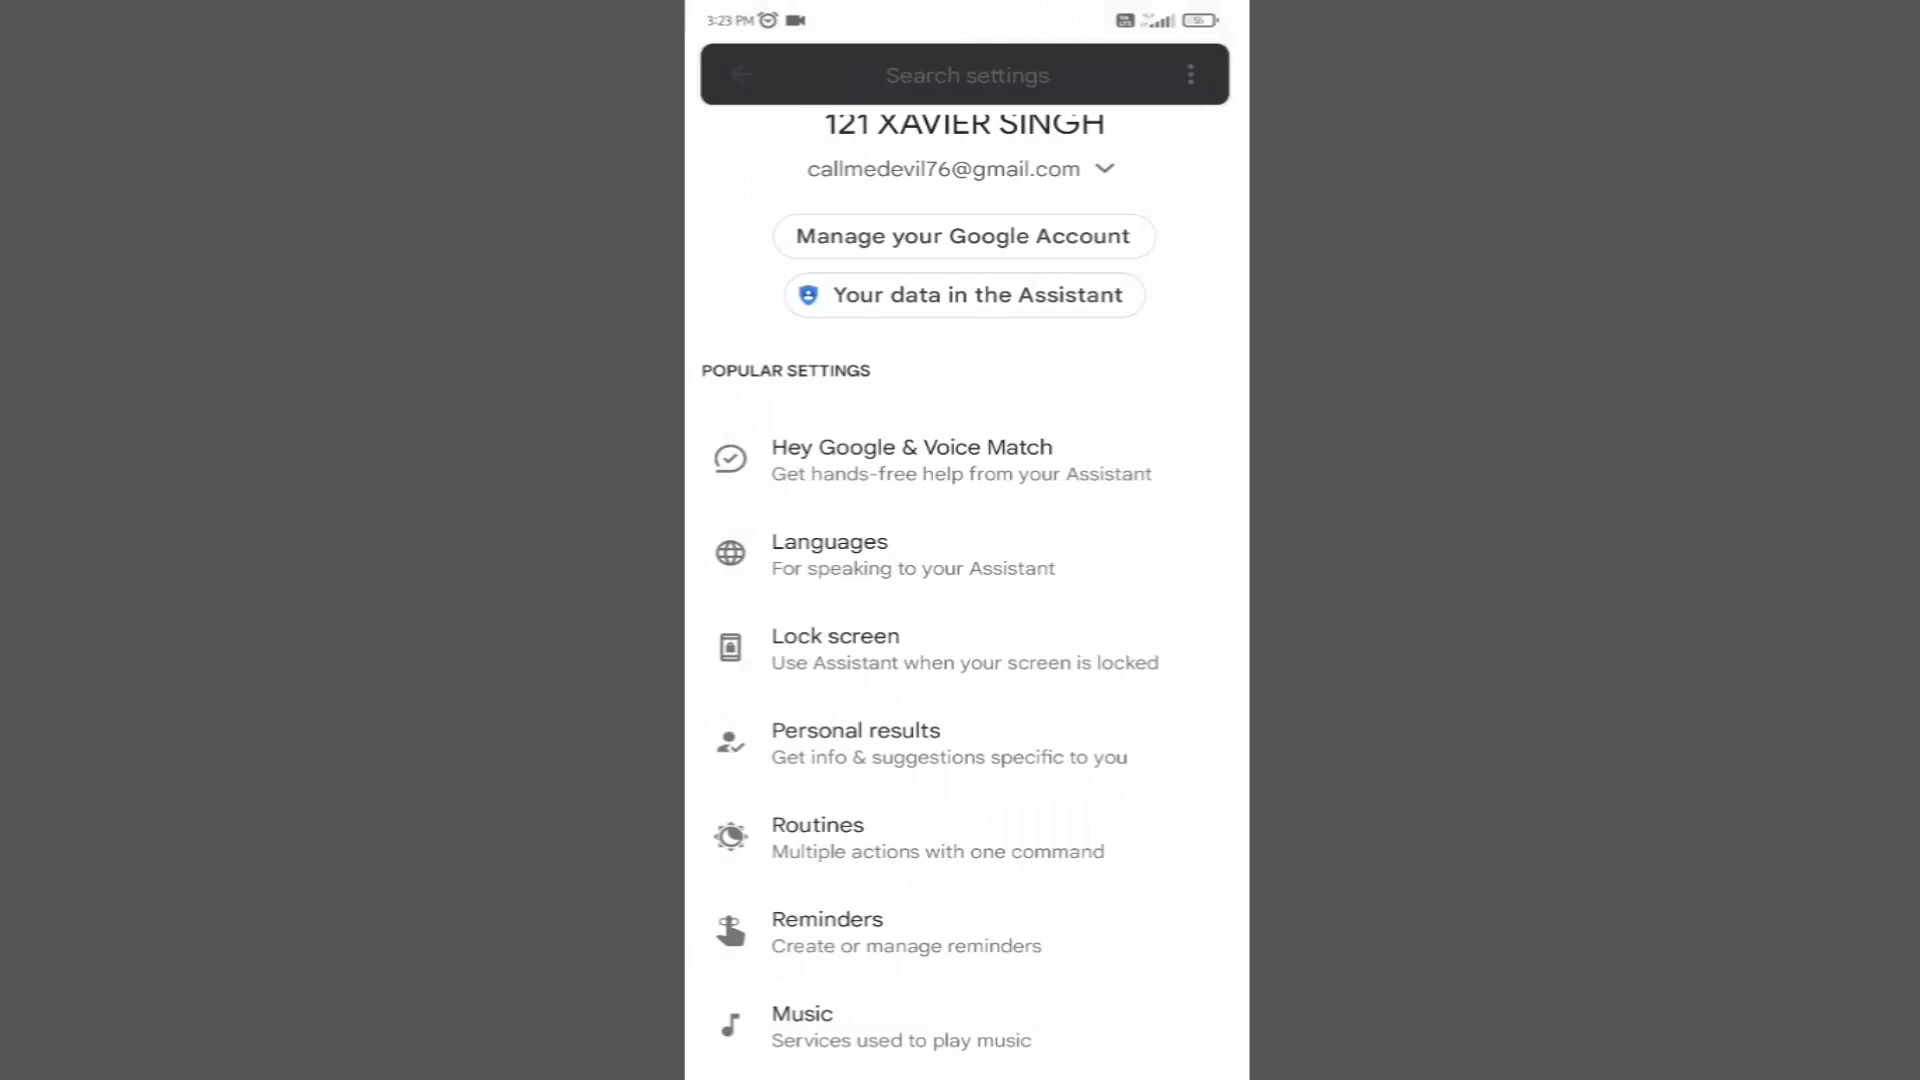 3:23 PM
Search settings
121 XAVIER SINGH
callmedevil76@gmail.com
Manage your Google Account
Your data in the Assistant
POPULAR SETTINGS
Hey Google & Voice Match
Get hands-free help from your Assistant
Languages
For speaking to your Assistant
Lock screen
Use Assistant when your screen is locked
Personal results
Get info & suggestions specific to you
Routines
Multiple actions with one command
Reminders
Create or manage reminders
Music
Services used to play music